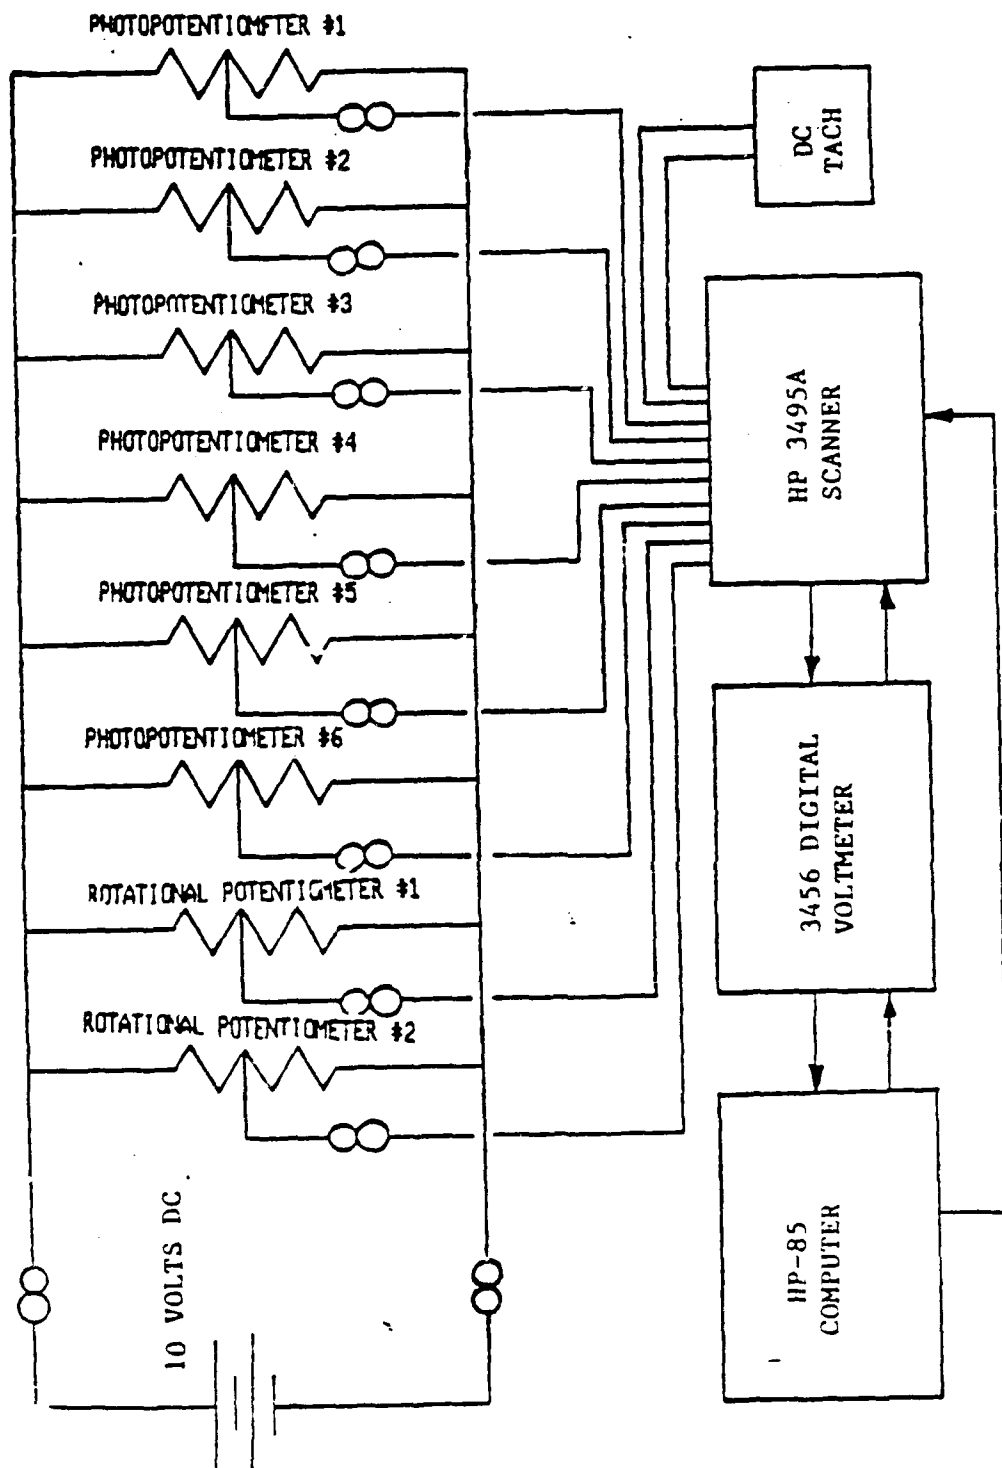 PHOTOPOTENTIOMETER #1
PHOTOPOTENTIOMETER #2
PHOTOPOTENTIOMETER #3
PHOTOPOTENTIOMETER #4
PHOTOPOTENTIOMETER #5
PHOTOPOTENTIOMETER #6
ROTATIONAL POTENTIOMETER #1
ROTATIONAL POTENTIOMETER #2
10 VOLTS DC
DC
TACH
HP 3495A
SCANNER
3456 DIGITAL
VOLTMETER
HP-85
COMPUTER